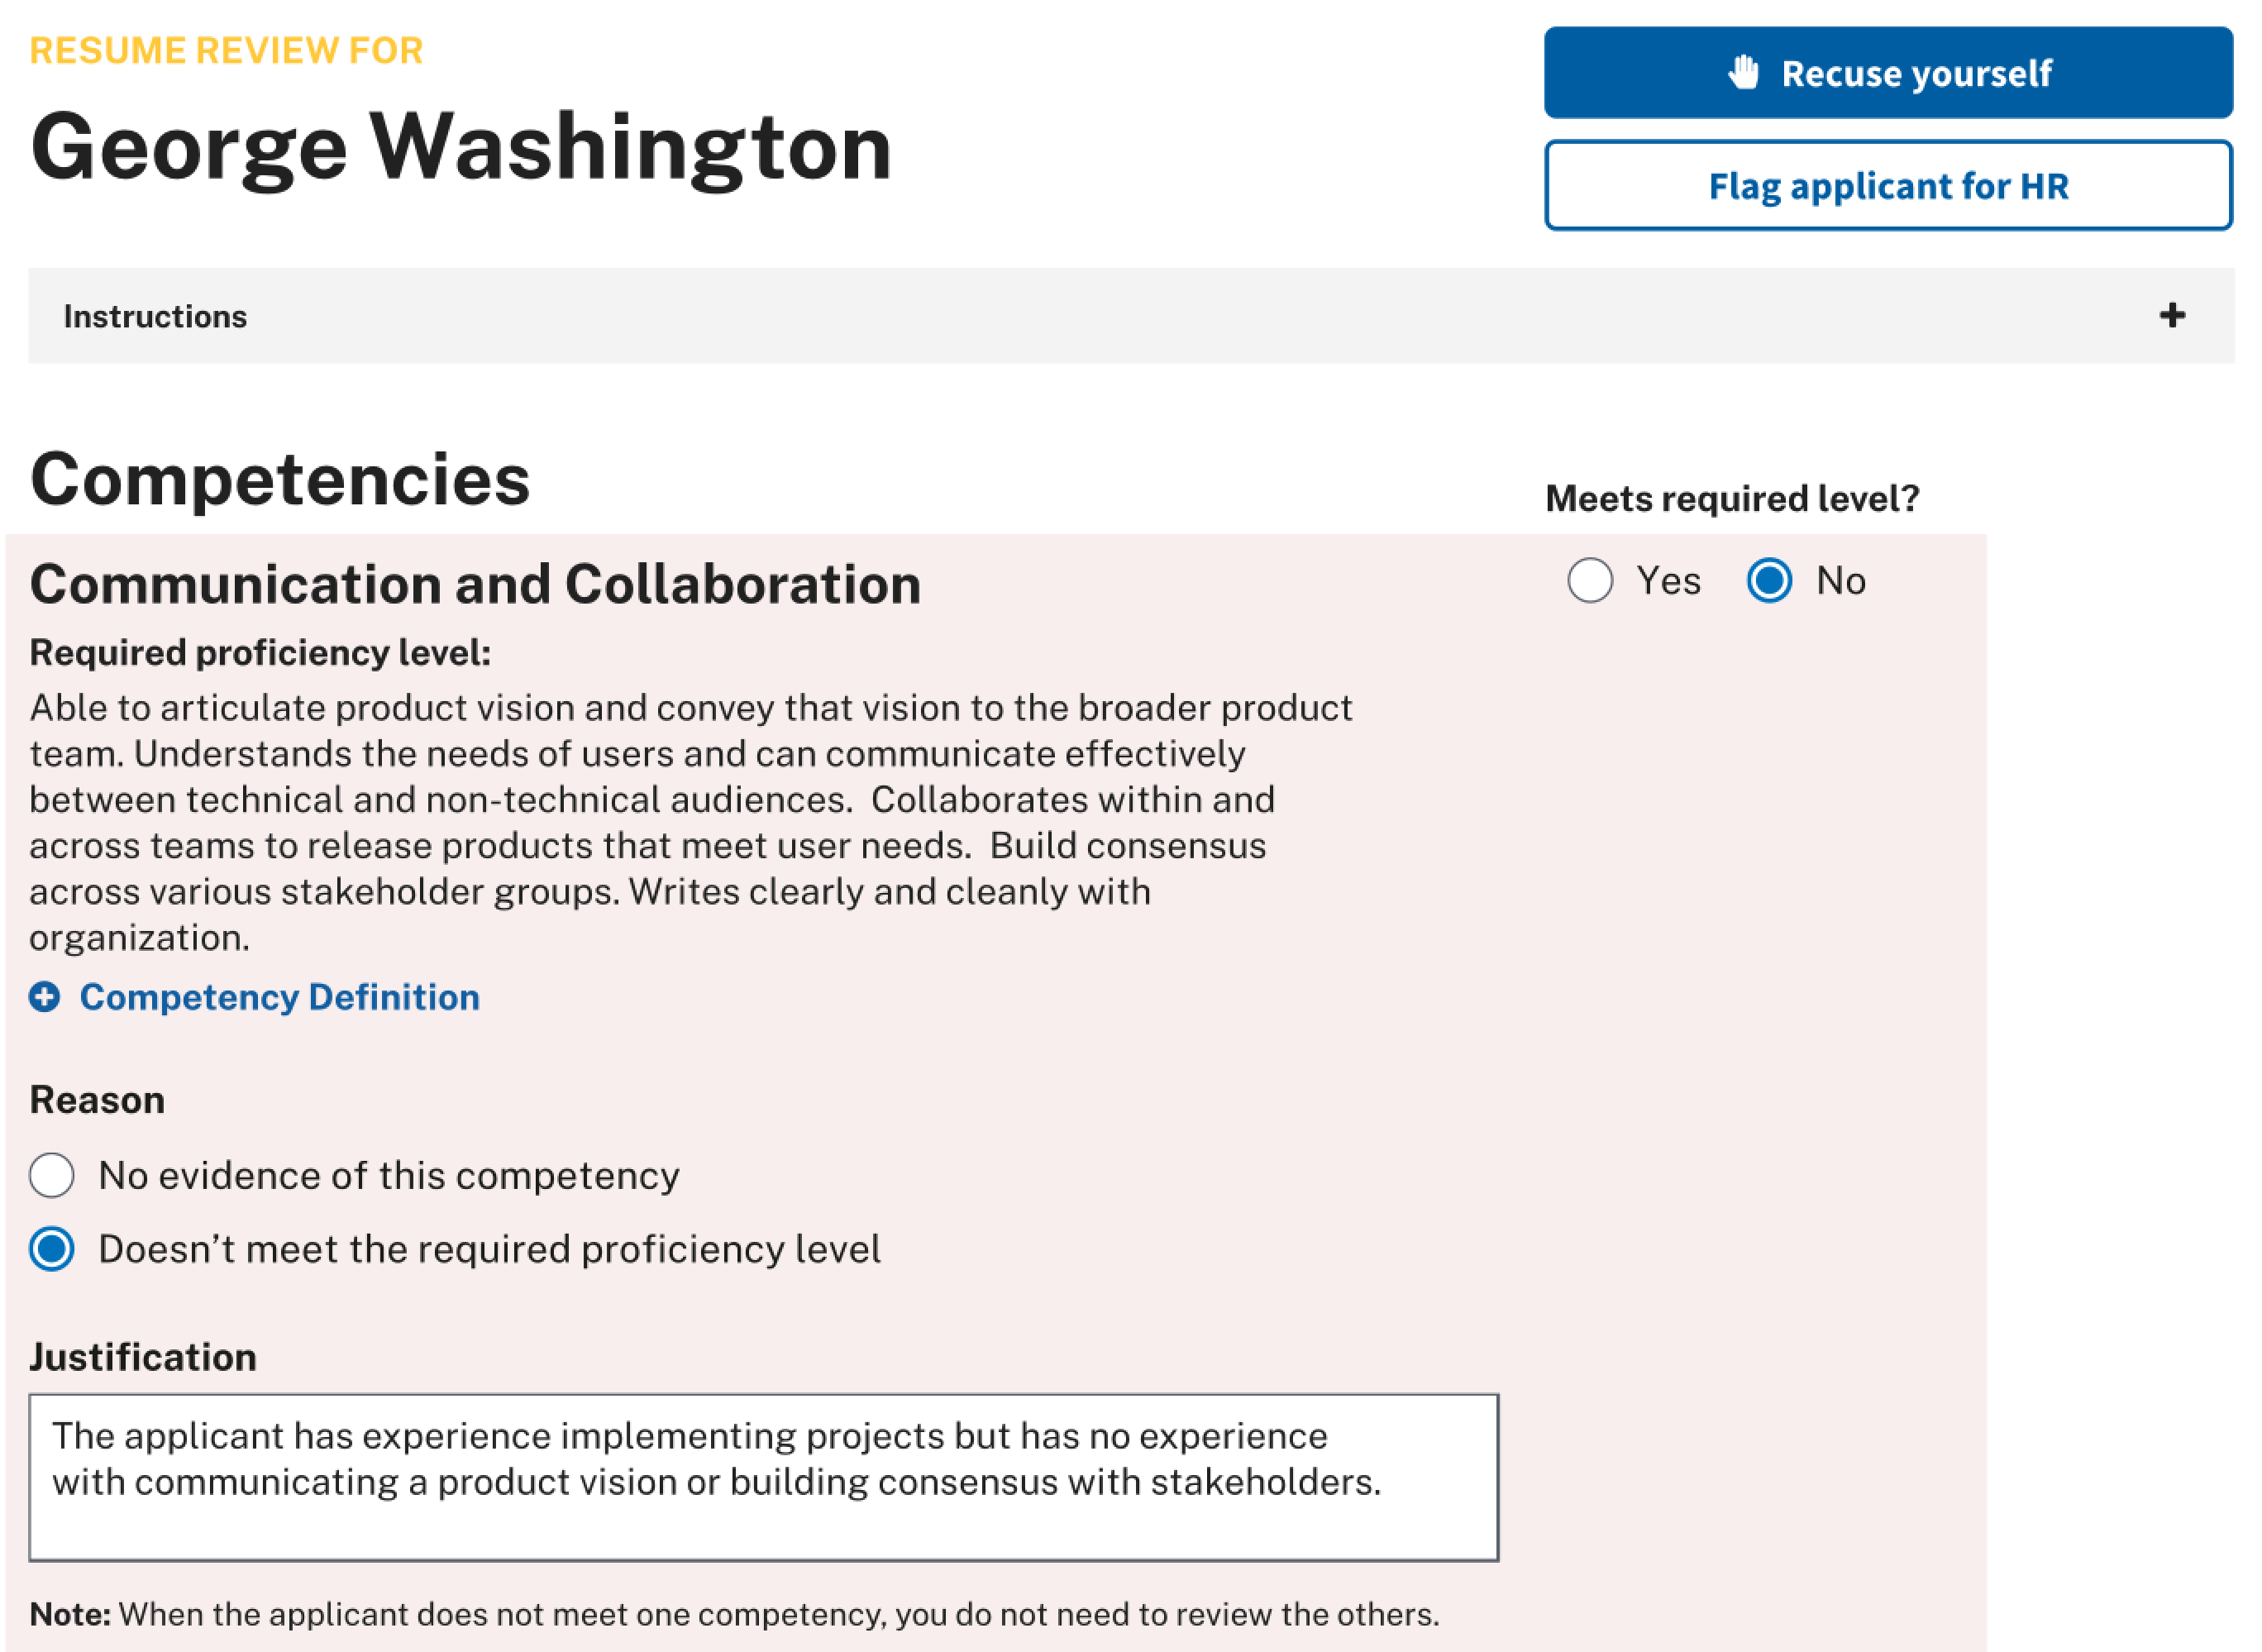 RESUME REVIEW FOR
George Washington
Recuse yourself
Flag applicant for HR
Instructions
Competencies
Meets required level?
Communication and Collaboration
Yes No
Required proficiency level:
Able to articulate product vision and convey that vision to the broader product
team. Understands the needs of users and can communicate effectively
between technical and non-technical audiences.  Collaborates within and
across teams to release products that meet user needs.  Build consensus
across various stakeholder groups. Writes clearly and cleanly with
organization.
Competency Definition
Reason
No evidence of this competency
Doesn’t meet the required proficiency level
Justification
The applicant has experience implementing projects but has no experience
with communicating a product vision or building consensus with stakeholders.
Note: When the applicant does not meet one competency, you do not need to review the others.